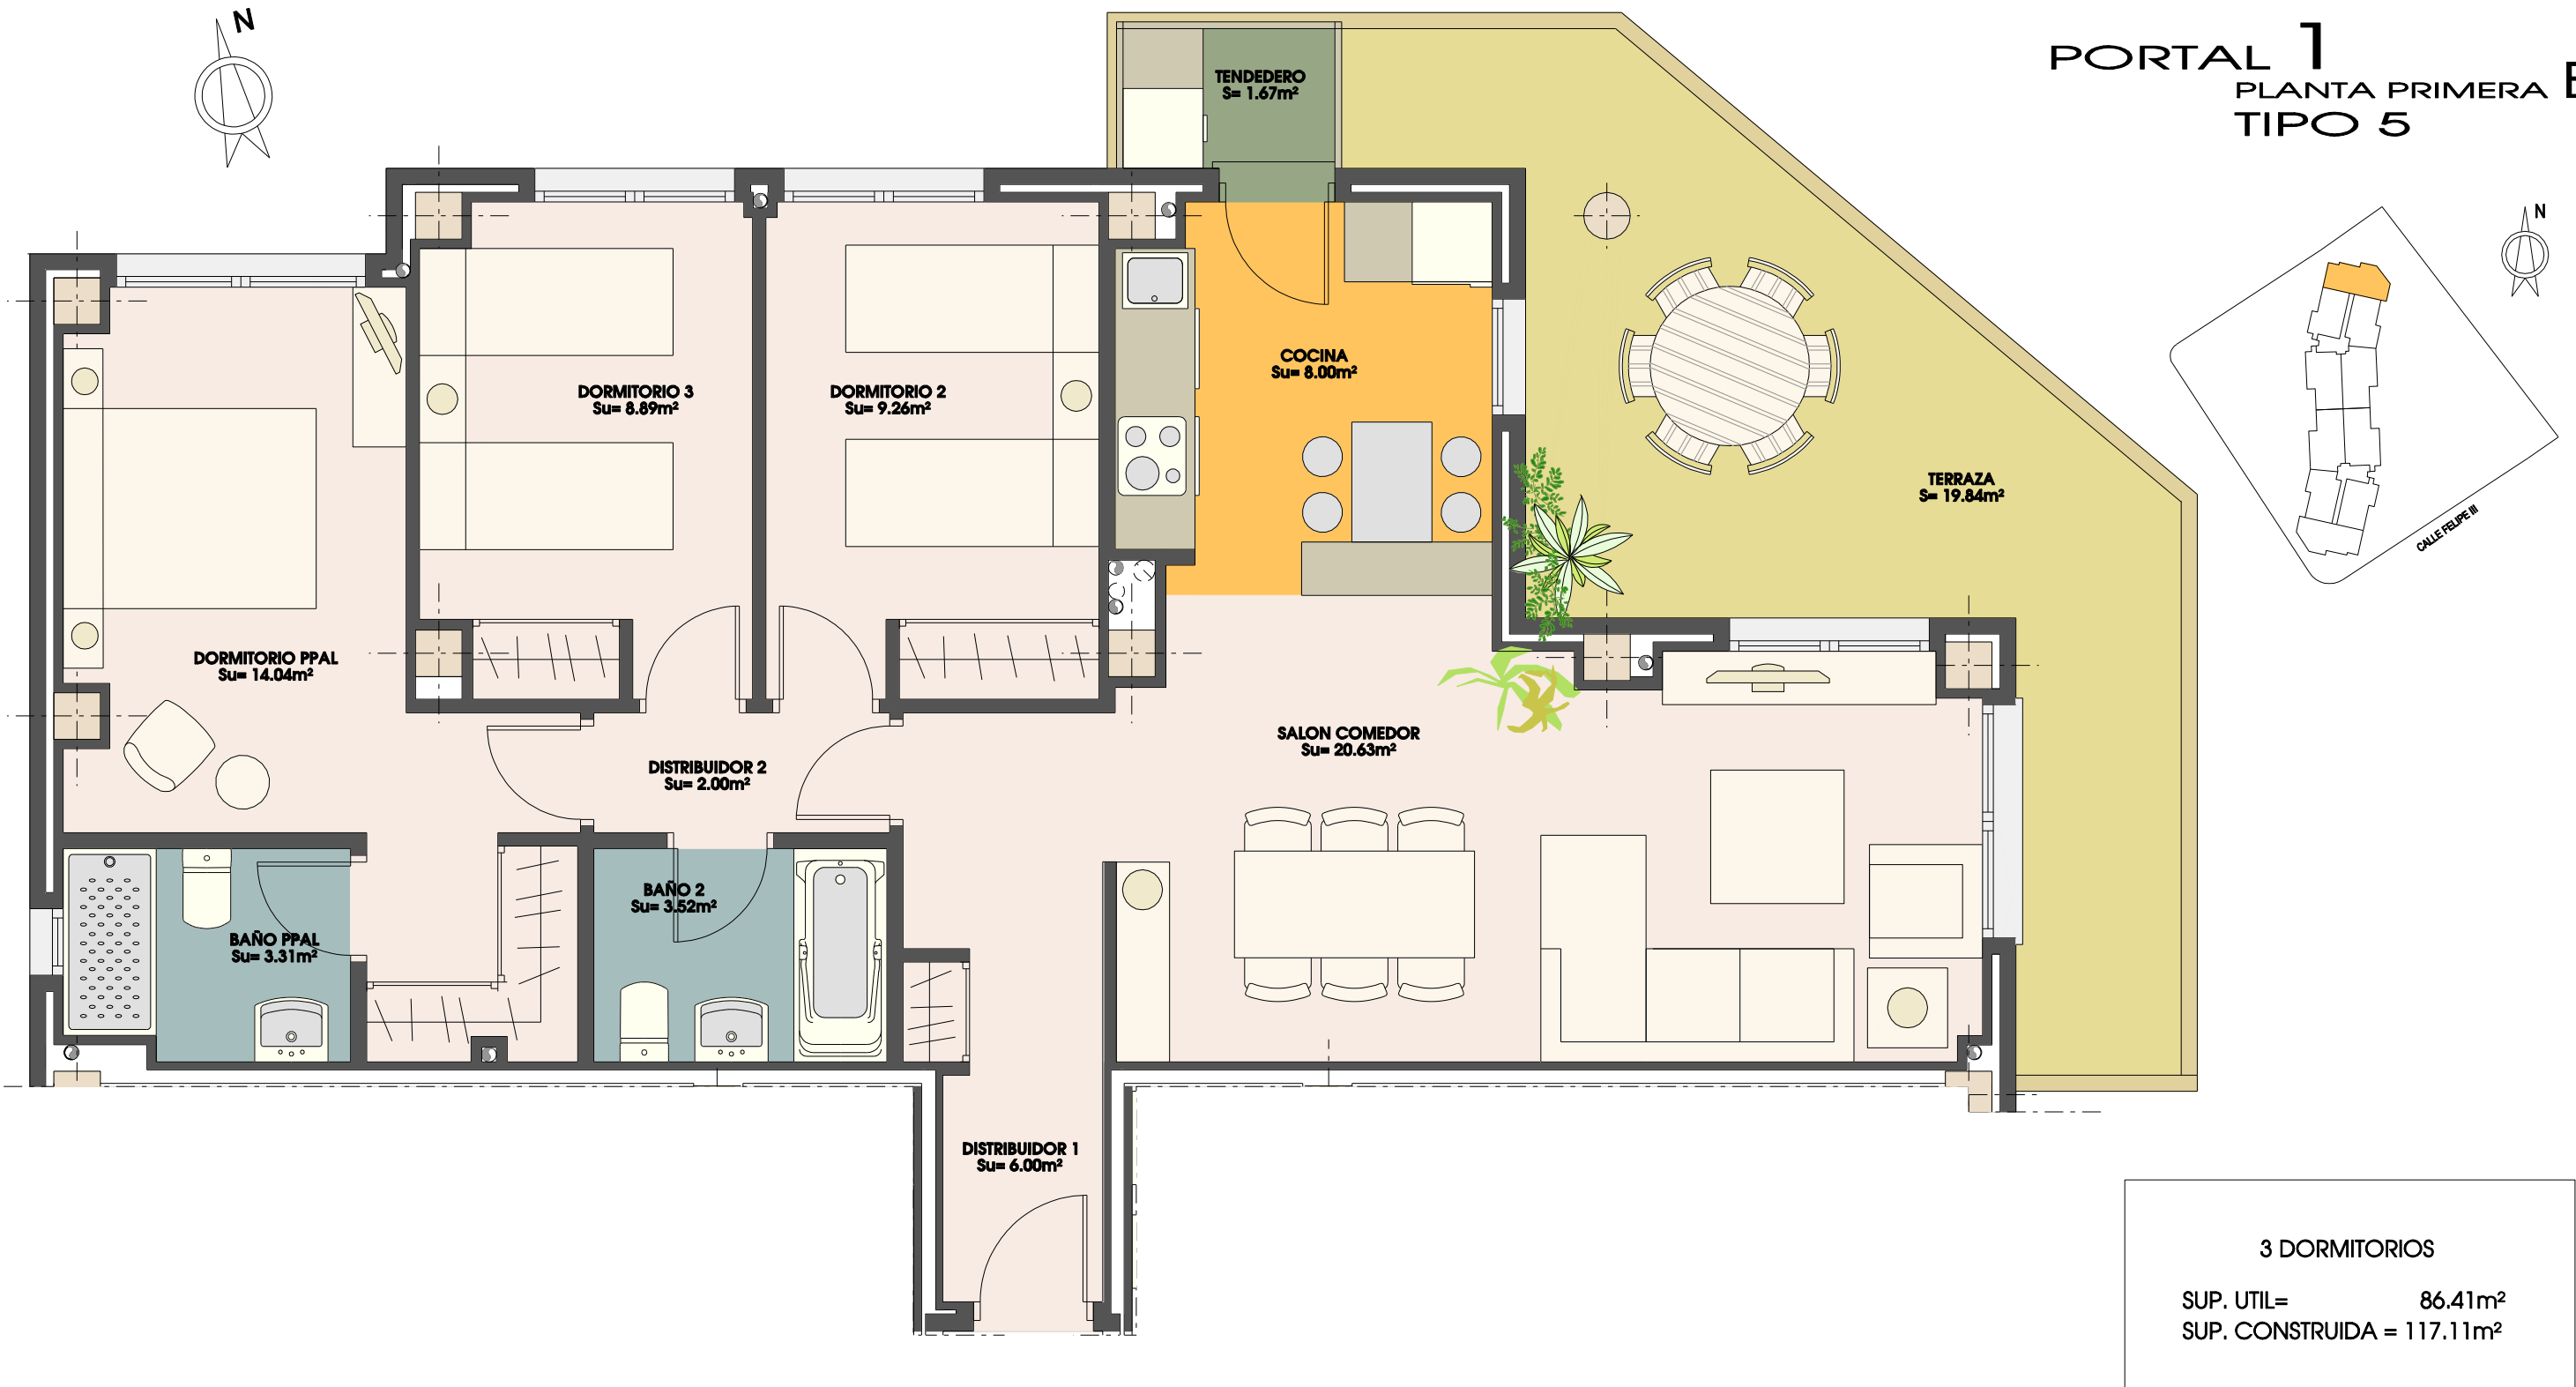 N
PORTAL 1
PLANTA PRIMERA
TIPO 5
TENDEDERO
S= 1.67m²
N
COCINA
Su= 8.00m²
DORMITORIO 3
Su= 8.89m²
DORMITORIO 2
Su= 9.26m²
TERRAZA
S= 19.84m²
CALLE FELIPE III
DORMITORIO PPAL
Su= 14.04m²
SALON COMEDOR
Su= 20.63m²
DISTRIBUIDOR 2
Su= 2.00m²
BAÑO 2
Su= 3.52m²
BAÑO PPAL
Su= 3.31m²
DISTRIBUIDOR 1
Su= 6.00m²
3 DORMITORIOS
SUP. UTIL= 86.41m²
SUP. CONSTRUIDA = 117.11m²